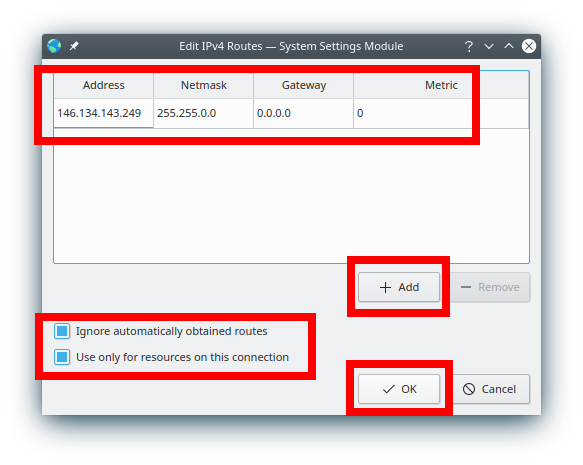 Edit IPv4 Routes — System Settings Module
?
Address Netmask Gateway Metric
146.134.143.249 255.255.0.0 0.0.0.0 0
Add Remove
Ignore automatically obtained routes
Use only for resources on this connection
OK Cancel